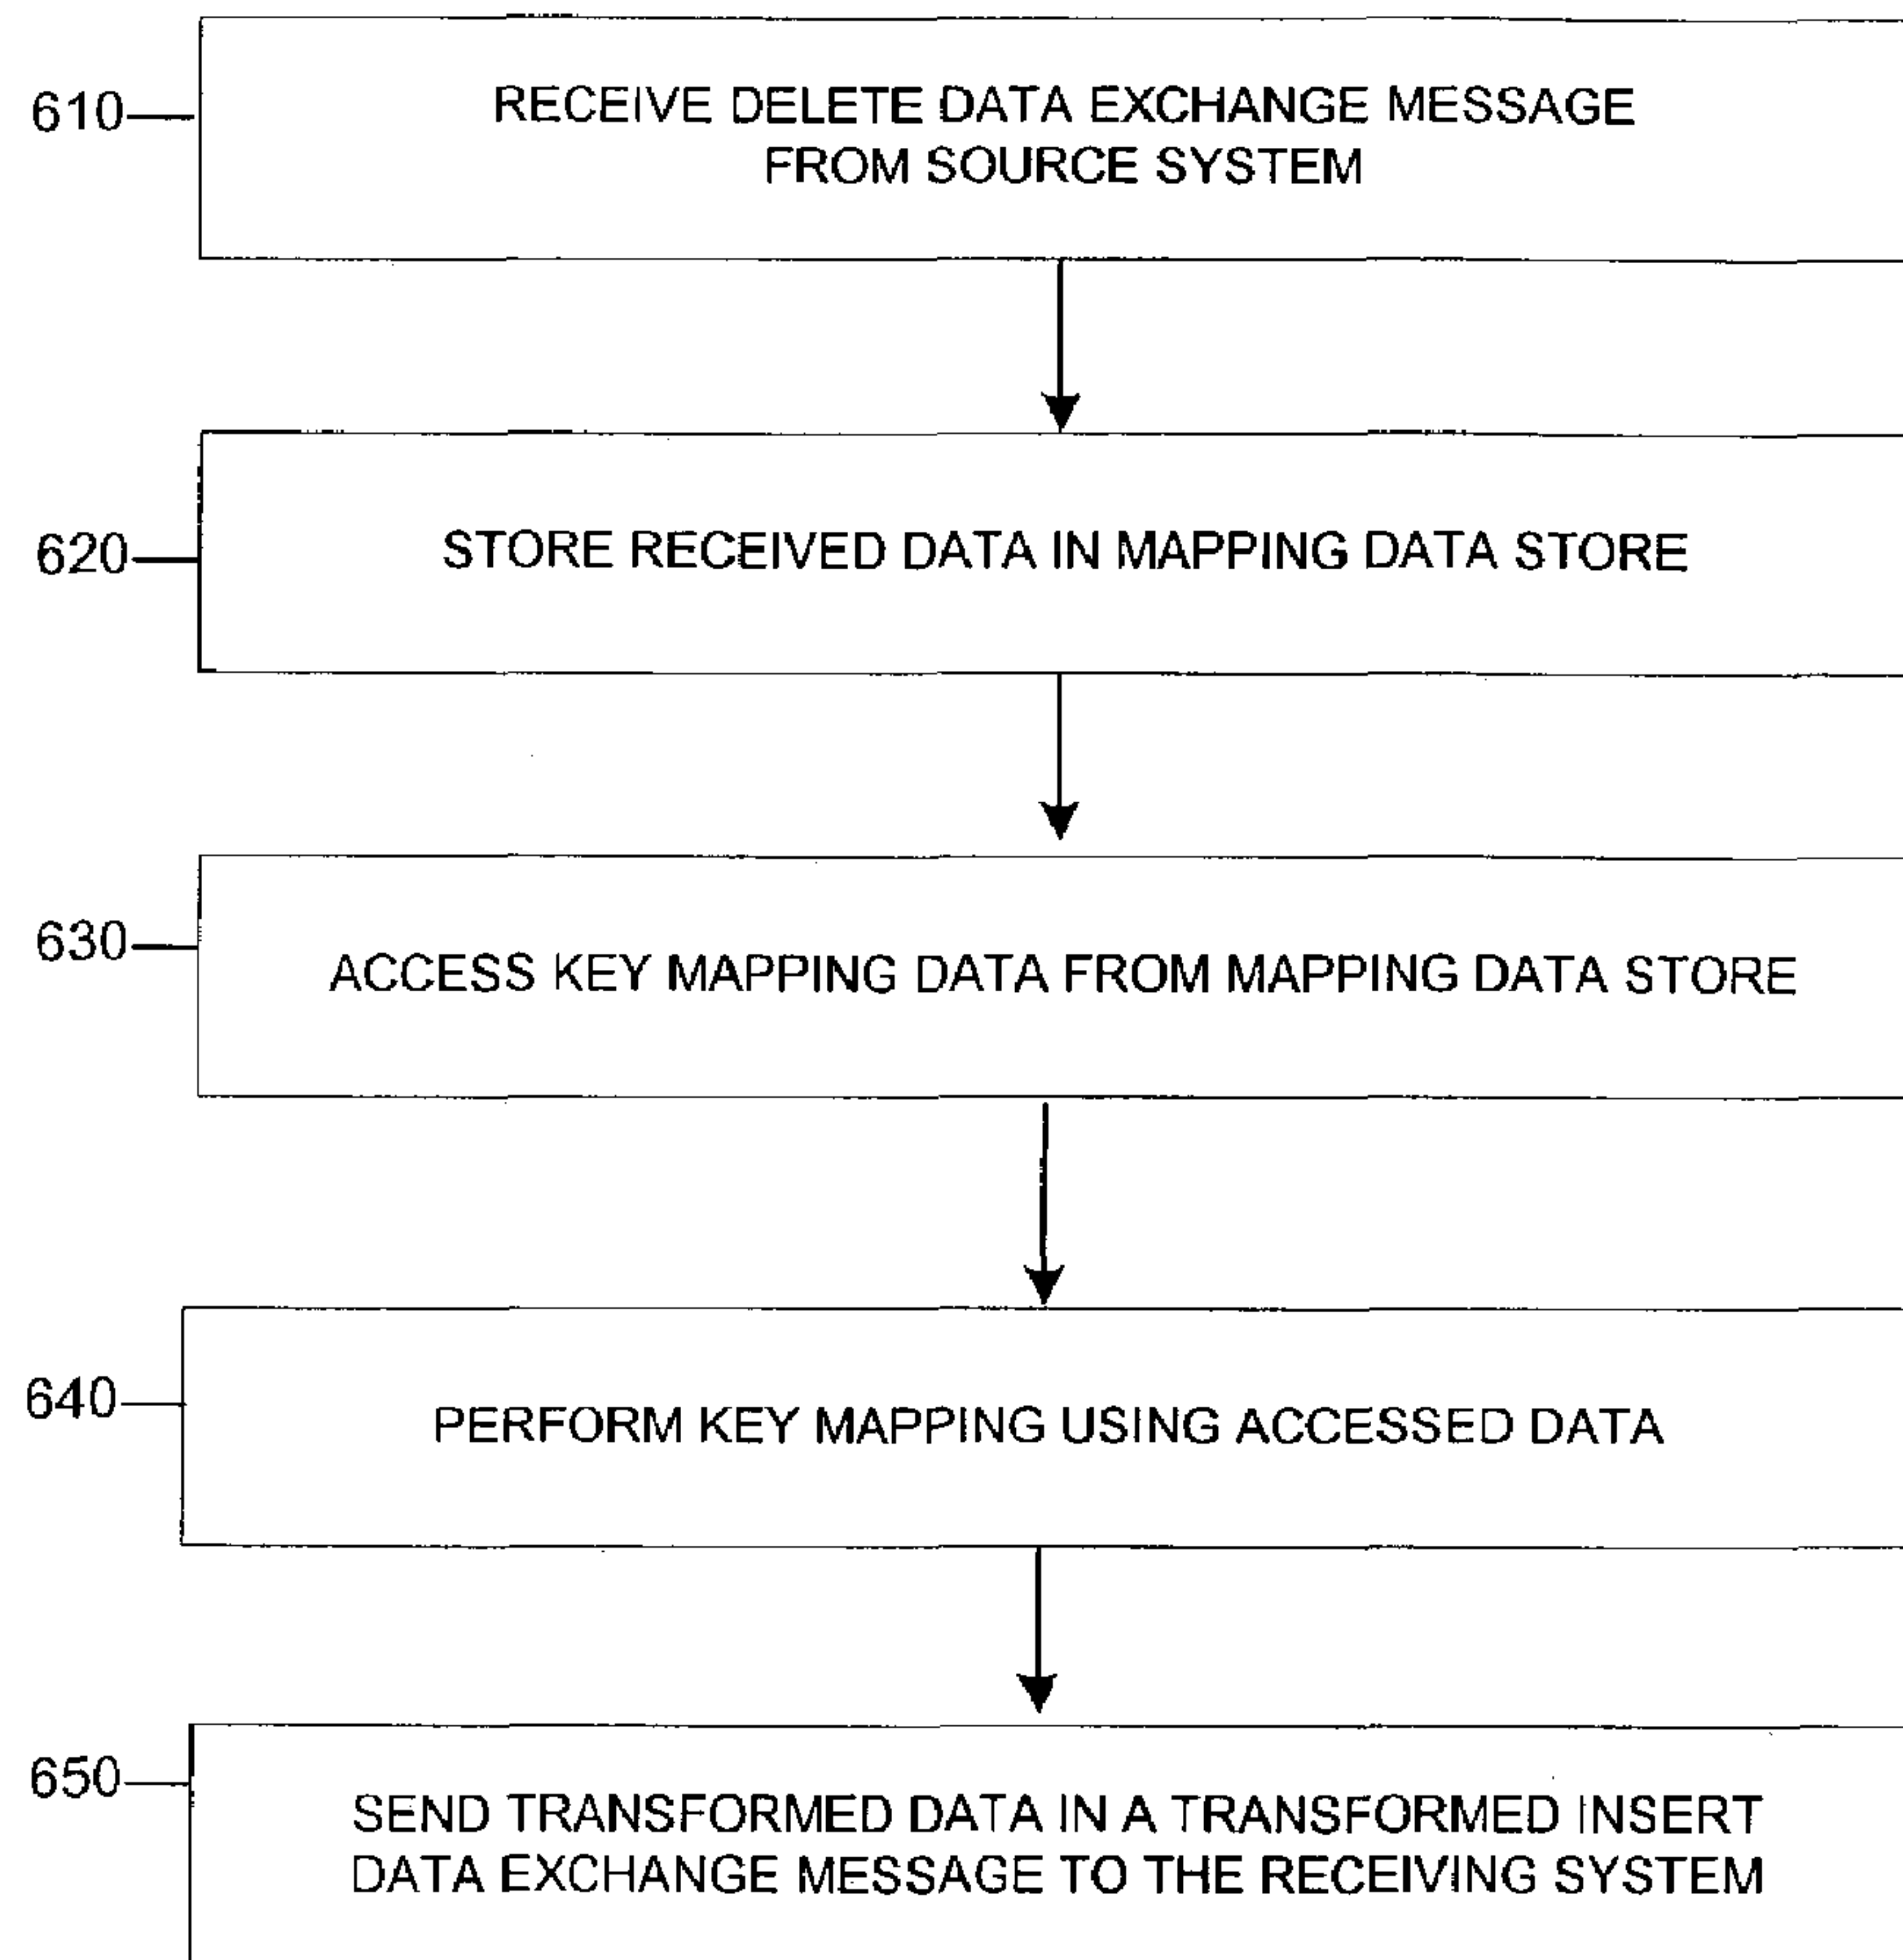 610
RECEIVE DELETE DATA EXCHANGE MESSAGE
FROM SOURCE SYSTEM
620
STORE RECEIVED DATA IN MAPPING DATA STORE
630
ACCESS KEY MAPPING DATA FROM MAPPING DATA STORE
640
PERFORM KEY MAPPING USING ACCESSED DATA
650
SEND TRANSFORMED DATA IN A TRANSFORMED INSERT
DATA EXCHANGE MESSAGE TO THE RECEIVING SYSTEM